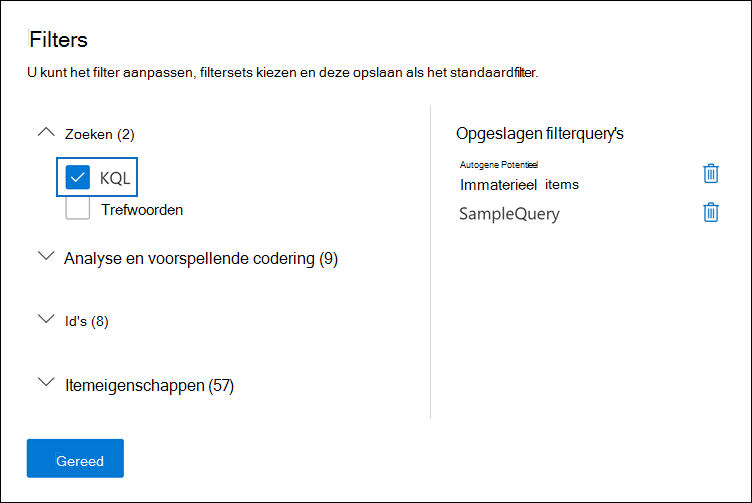 Filters
U kunt het filter aanpassen, filtersets kiezen en deze opslaan als het standaardfilter.
Zoeken (2)
KQL
Trefwoorden
Analyse en voorspellende codering (9)
Id's (8)
Itemeigenschappen (57)
Opgeslagen filterquery's
Autogene Potentieel
Immaterieel items
SampleQuery
Gereed